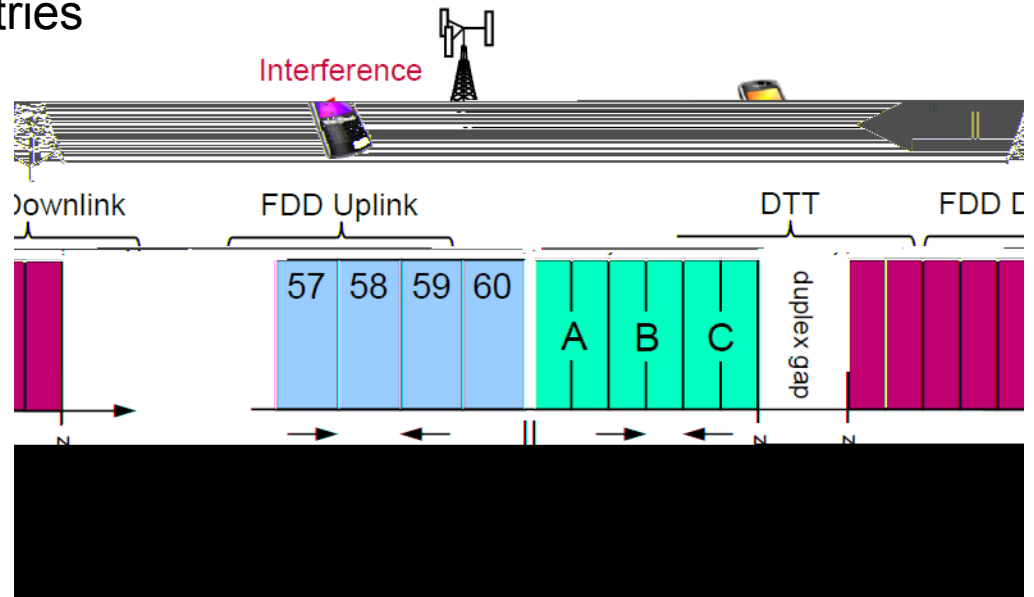 tries
Interference
Downlink
FDD Uplink
DTT
FDD D
57
58
59
60
A
B
C
duplex gap
z
z
z